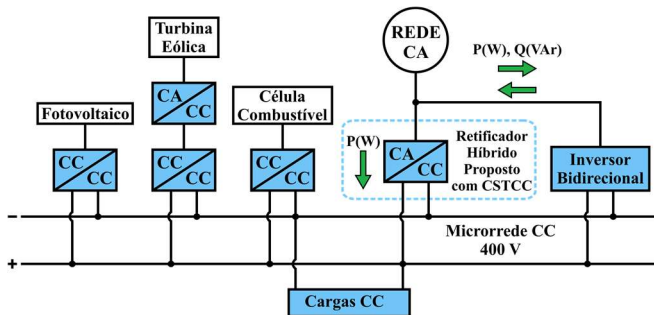 Turbina
Eólica
CA
CC
Fotovoltaico
CC
CC
CC
CC
Célula
Combustível
CC
CC
REDE
CA
P(W), Q(VAr)
P(W)
CA
CC
Retificador
Híbrido
Proposto
com CSTCC
Inversor
Bidirecional
−
Microrrede CC
400 V
+
Cargas CC